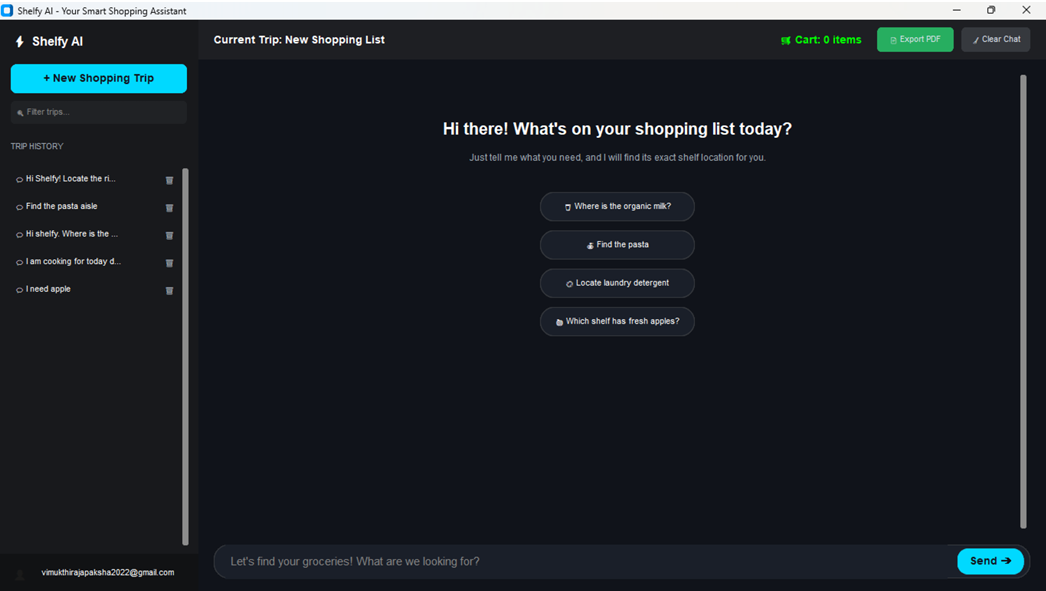 Shelfy AI - Your Smart Shopping Assistant
Shelfy AI
+ New Shopping Trip
Filter trips...
TRIP HISTORY
Hi Shelfy! Locate the ri...
Find the pasta aisle
Hi shelfy. Where is the ...
I am cooking for today d...
I need apple
vimukthirajapaksha2022@gmail.com
Current Trip: New Shopping List
Cart: 0 items
Export PDF
Clear Chat
Hi there! What's on your shopping list today?
Just tell me what you need, and I will find its exact shelf location for you.
Where is the organic milk?
Find the pasta
Locate laundry detergent
Which shelf has fresh apples?
Let's find your groceries! What are we looking for?
Send →